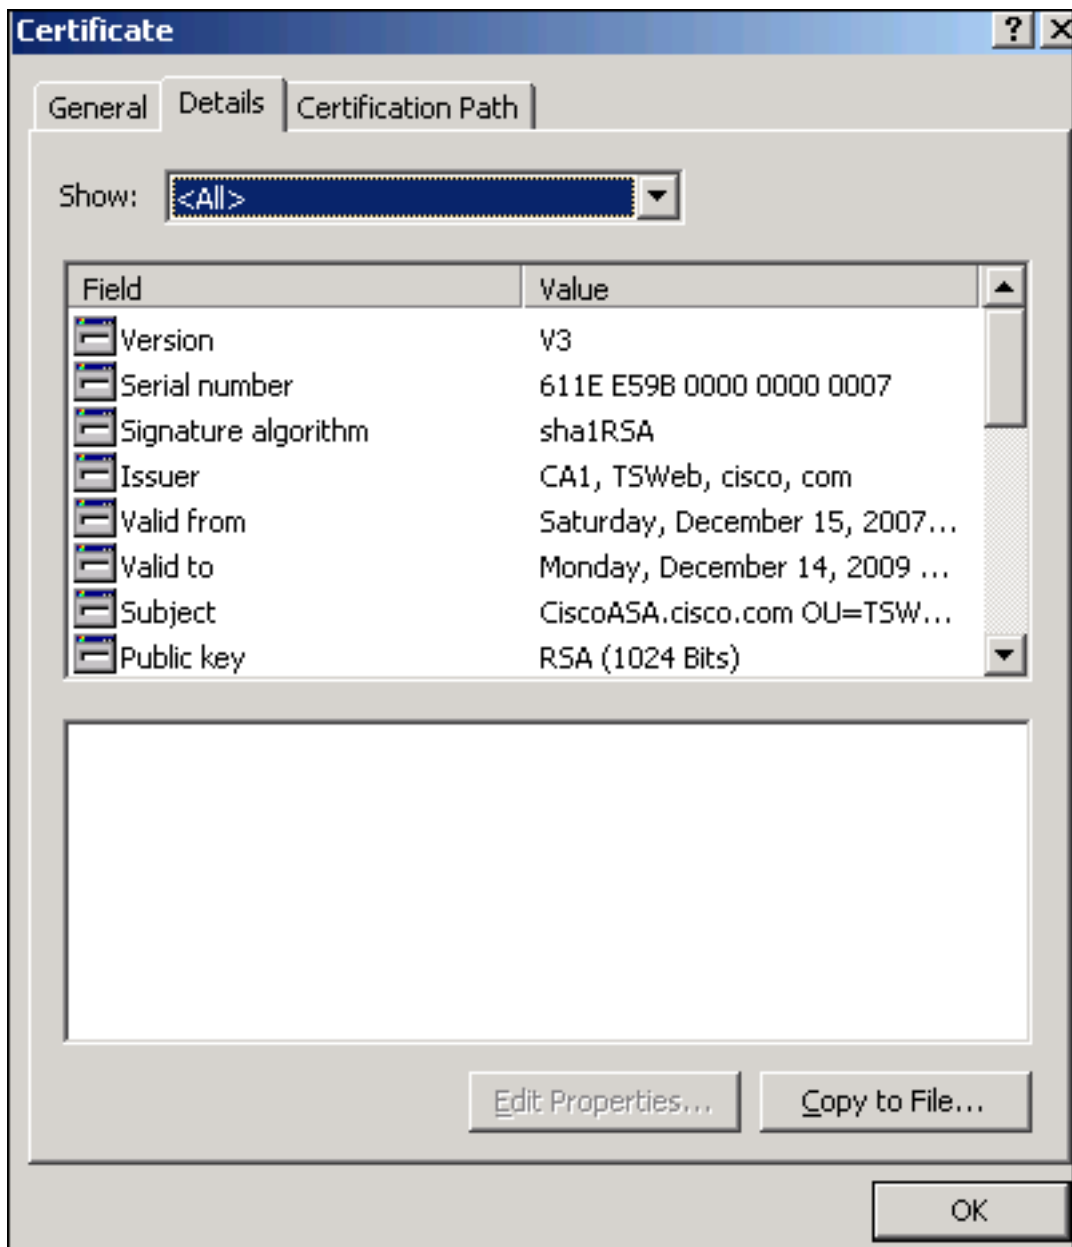 Certificate
General Details Certification Path
Show: <All>
Field Value
Version V3
Serial number 611E E59B 0000 0000 0007
Signature algorithm sha1RSA
Issuer CA1, TSWeb, cisco, com
Valid from Saturday, December 15, 2007...
Valid to Monday, December 14, 2009 ...
Subject CiscoASA.cisco.com OU=TSW...
Public key RSA (1024 Bits)
Edit Properties... Copy to File...
OK